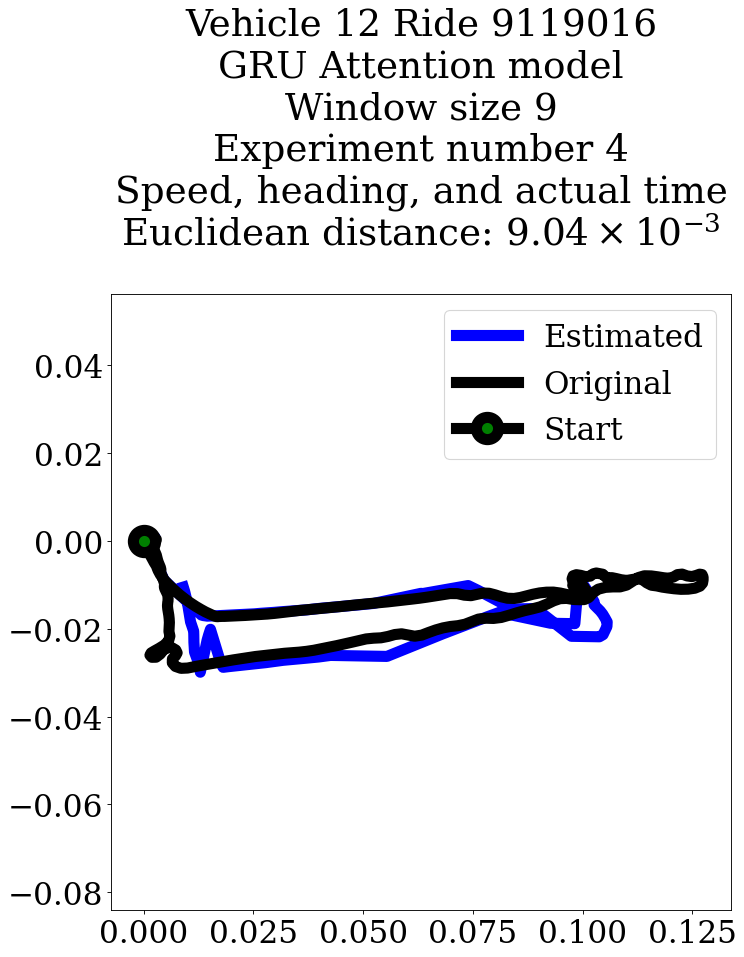 Vehicle 12 Ride 9119016
GRU Attention model
Window size 9
Experiment number 4
Speed, heading, and actual time
Euclidean distance: 9.04 × 10⁻³
Estimated
Original
Start
0.04
0.02
0.00
−0.02
−0.04
−0.06
−0.08
0.000 0.025 0.050 0.075 0.100 0.125